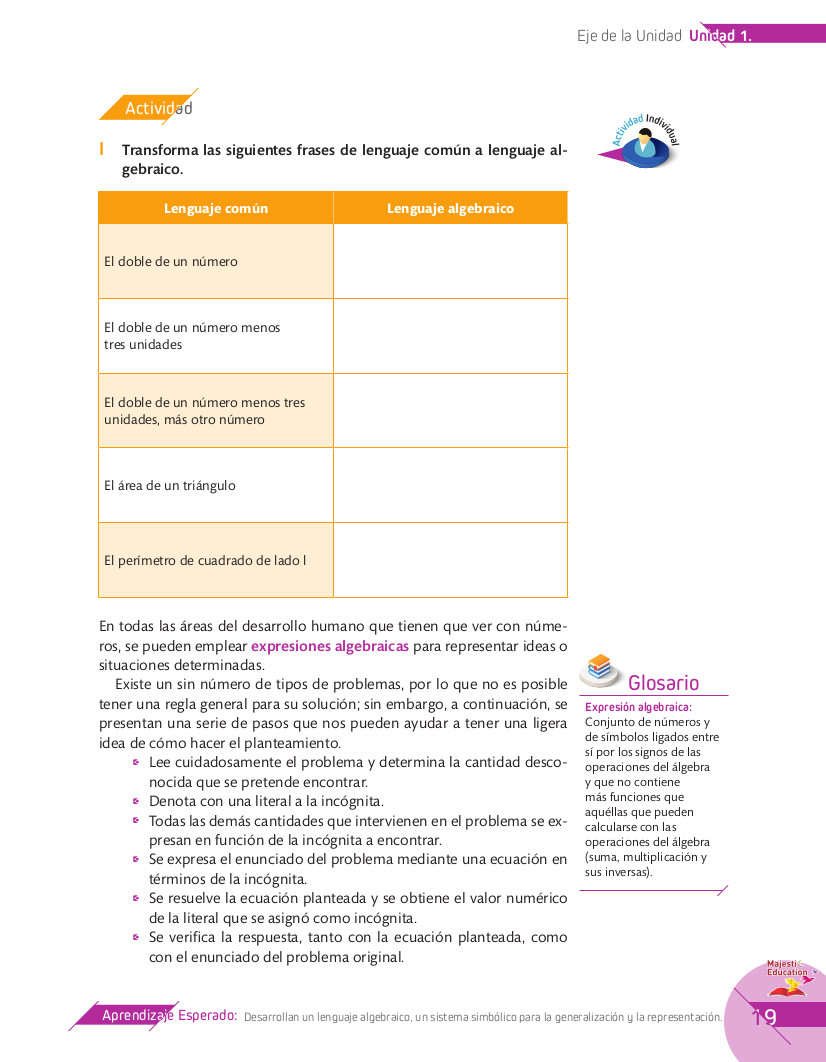 Eje de la Unidad Unidad 1.
Actividad
Actividad Individual
I Transforma las siguientes frases de lenguaje común a lenguaje al-
gebraico.
Lenguaje común Lenguaje algebraico
El doble de un número
El doble de un número menos
tres unidades
El doble de un número menos tres
unidades, más otro número
El área de un triángulo
El perímetro de cuadrado de lado l
En todas las áreas del desarrollo humano que tienen que ver con núme-
ros, se pueden emplear expresiones algebraicas para representar ideas o
situaciones determinadas.
Existe un sin número de tipos de problemas, por lo que no es posible
tener una regla general para su solución; sin embargo, a continuación, se
presentan una serie de pasos que nos pueden ayudar a tener una ligera
idea de cómo hacer el planteamiento.
Lee cuidadosamente el problema y determina la cantidad desco-
nocida que se pretende encontrar.
Denota con una literal a la incógnita.
Todas las demás cantidades que intervienen en el problema se ex-
presan en función de la incógnita a encontrar.
Se expresa el enunciado del problema mediante una ecuación en
términos de la incógnita.
Se resuelve la ecuación planteada y se obtiene el valor numérico
de la literal que se asignó como incógnita.
Se verifica la respuesta, tanto con la ecuación planteada, como
con el enunciado del problema original.
Glosario
Expresión algebraica:
Conjunto de números y
de símbolos ligados entre
sí por los signos de las
operaciones del álgebra
y que no contiene
más funciones que
aquéllas que pueden
calcularse con las
operaciones del álgebra
(suma, multiplicación y
sus inversas).
Majestic
Education
Aprendizaje Esperado: Desarrollan un lenguaje algebraico, un sistema simbólico para la generalización y la representación.
19